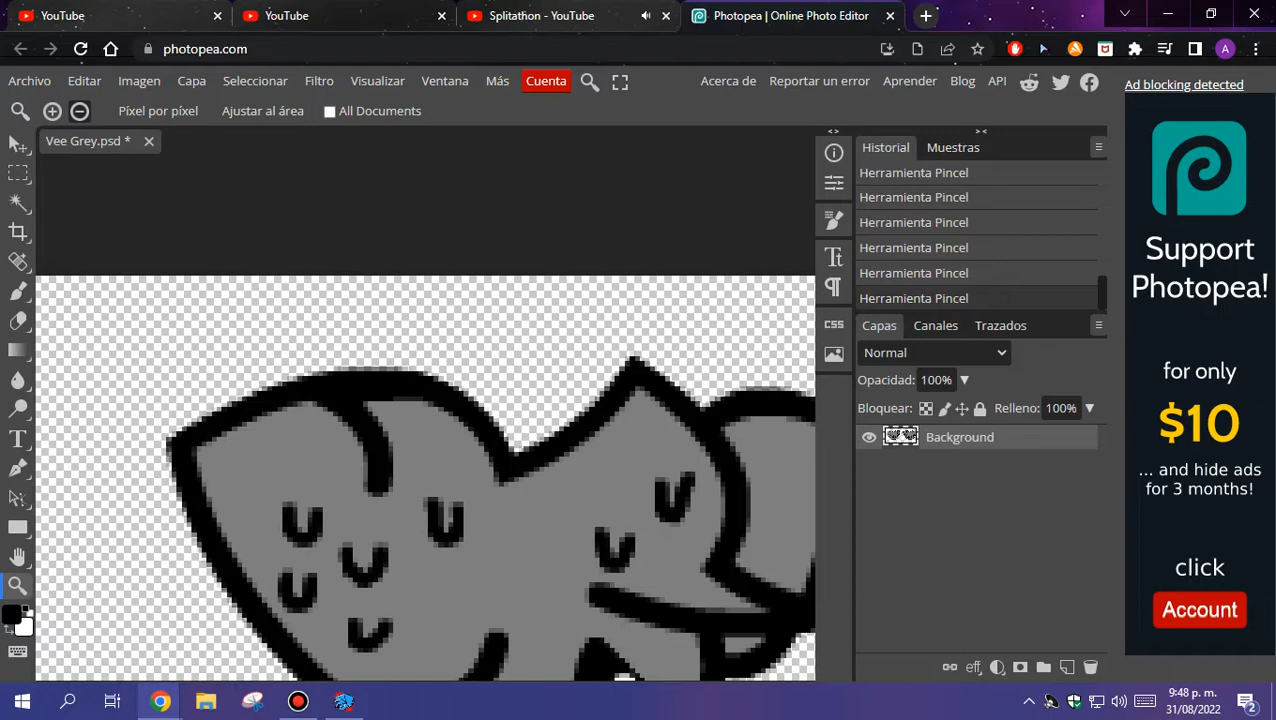 YouTube
YouTube
Splitathon - YouTube
Photopea | Online Photo Editor
photopea.com
A
Archivo Editar Imagen Capa Seleccionar Filtro Visualizar Ventana Más Cuenta
Acerca de Reportar un error Aprender Blog API
Ad blocking detected
Píxel por píxel Ajustar al área All Documents
Vee Grey.psd *
Historial Muestras
Herramienta Pincel
Herramienta Pincel
Herramienta Pincel
Herramienta Pincel
Herramienta Pincel
Herramienta Pincel
CSS
Capas Canales Trazados
Normal
Opacidad: 100%
Bloquear: Relleno: 100%
Background
eff
Support
Photopea!
for only
$10
... and hide ads
for 3 months!
click
Account
9:48 p. m.
31/08/2022
2